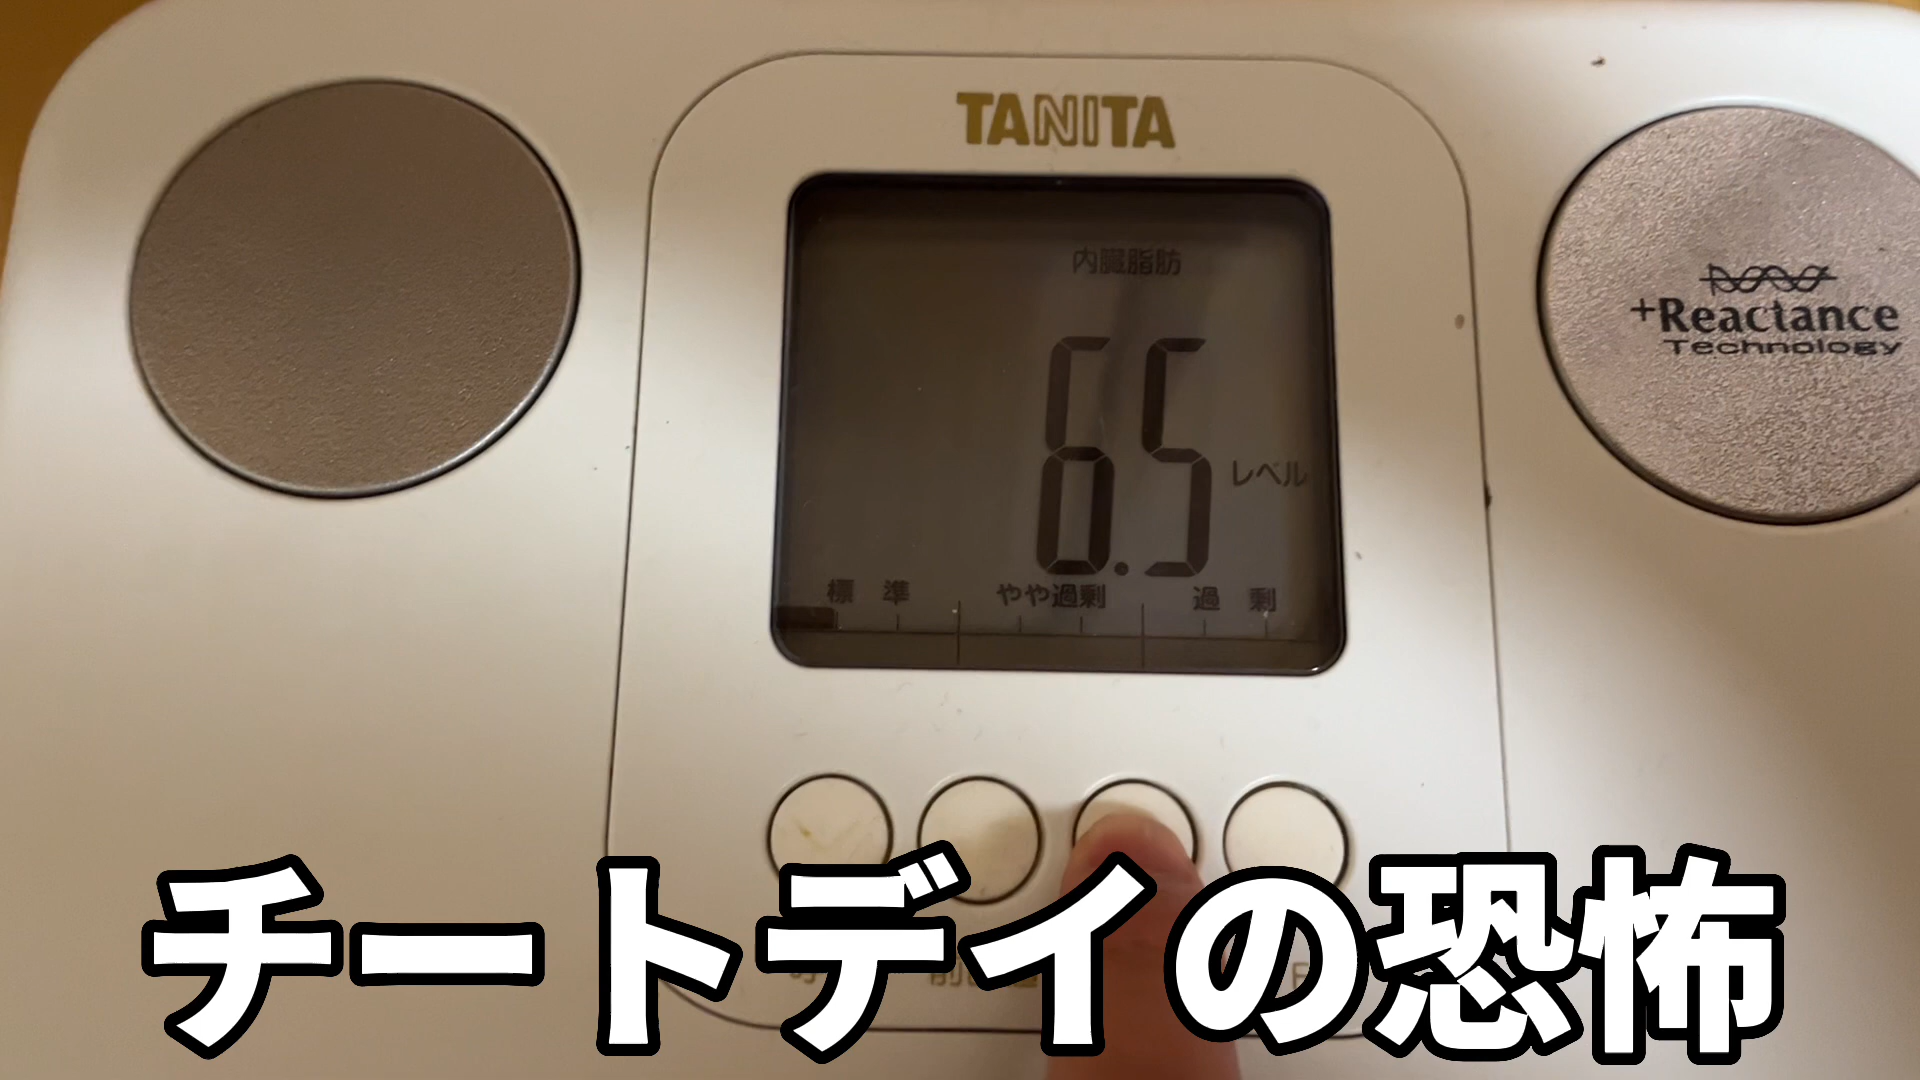 TANITA
内臓脂肪
6.5
レベル
標準
やや過剰
過剰
+Reactance
Technology
チートデイの恐怖